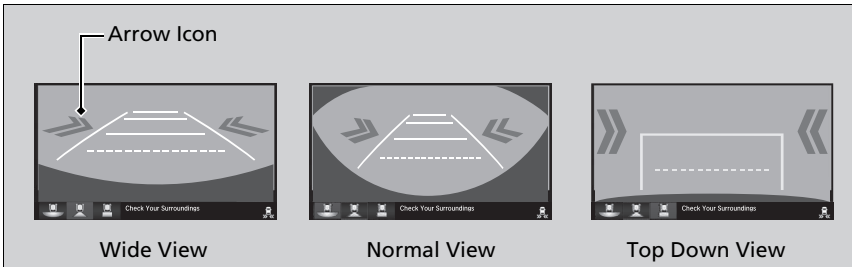 Arrow Icon
Check Your Surroundings
Check Your Surroundings
Check Your Surroundings
Wide View
Normal View
Top Down View